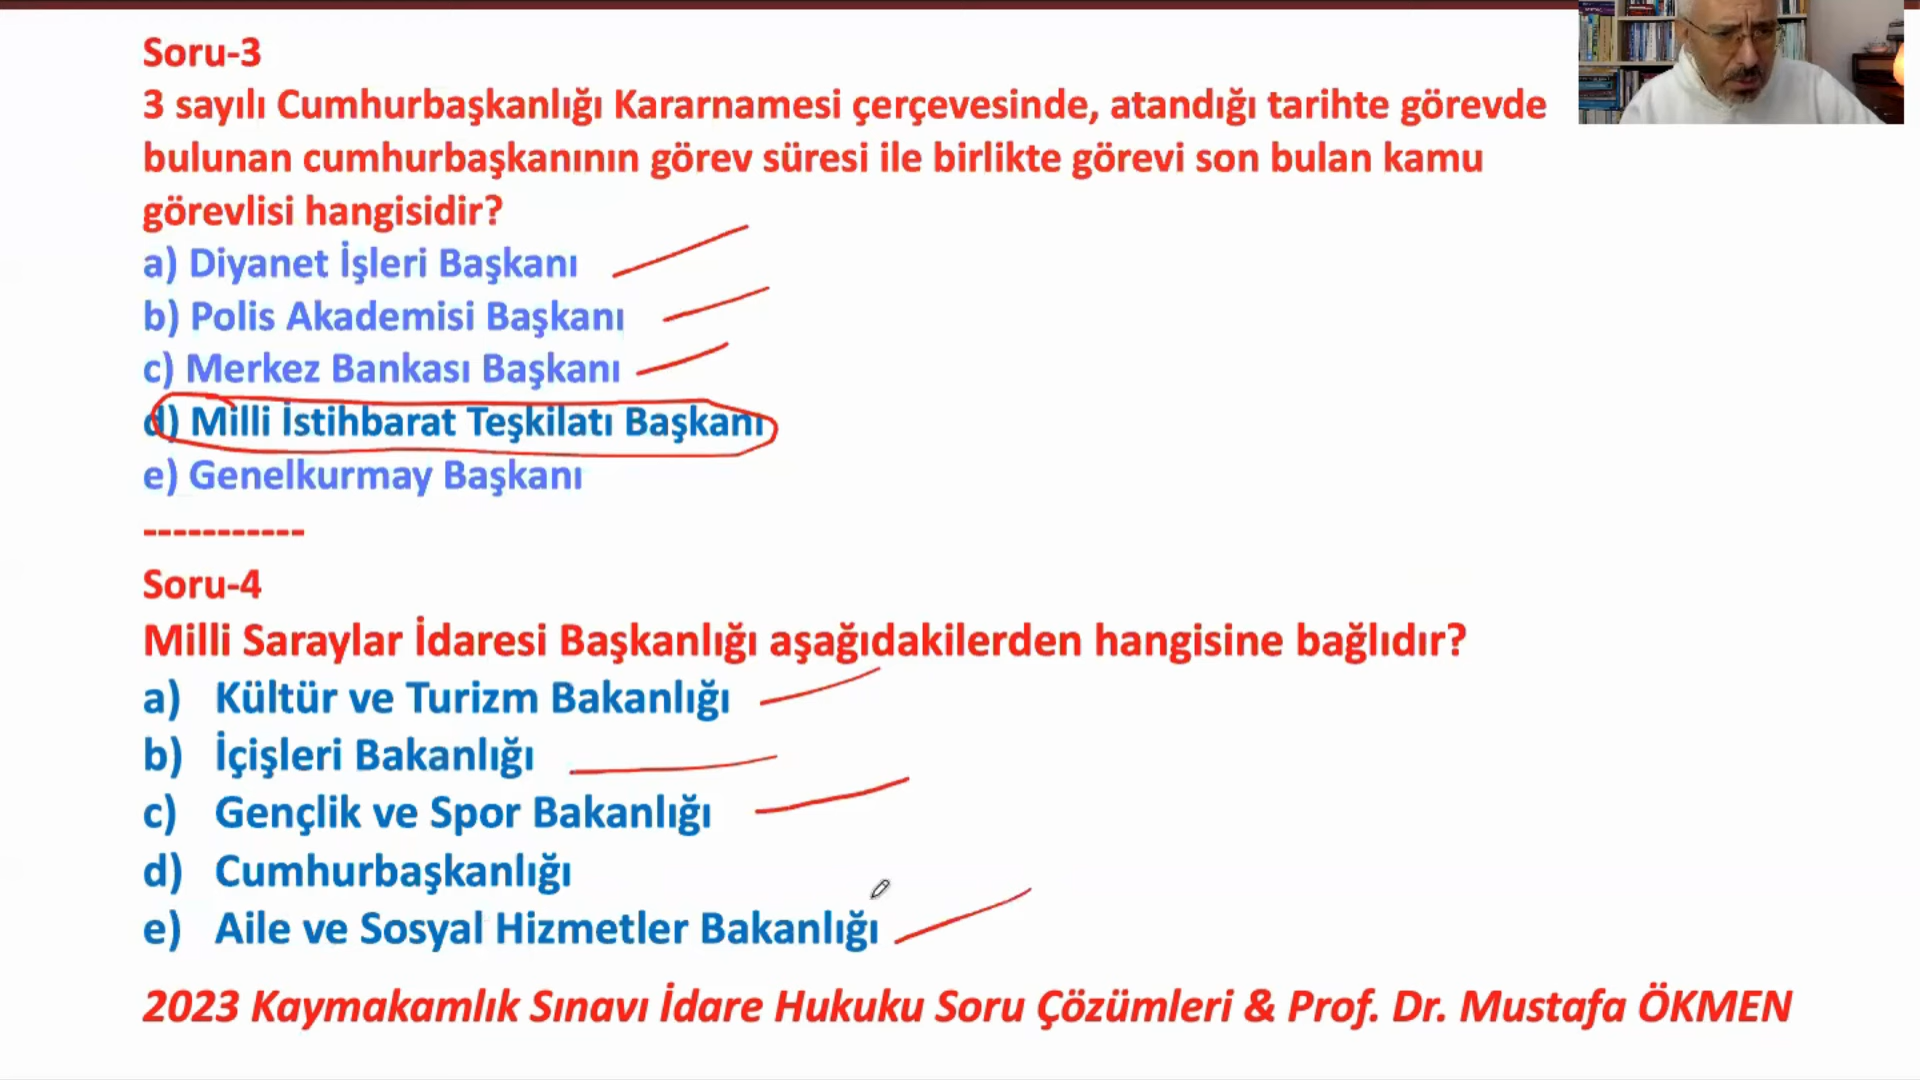 Soru-3
3 sayılı Cumhurbaşkanlığı Kararnamesi çerçevesinde, atandığı tarihte görevde
bulunan cumhurbaşkanının görev süresi ile birlikte görevi son bulan kamu
görevlisi hangisidir?
a) Diyanet İşleri Başkanı
b) Polis Akademisi Başkanı
c) Merkez Bankası Başkanı
d) Milli İstihbarat Teşkilatı Başkanı
e) Genelkurmay Başkanı
-----------
Soru-4
Milli Saraylar İdaresi Başkanlığı aşağıdakilerden hangisine bağlıdır?
a) Kültür ve Turizm Bakanlığı
b) İçişleri Bakanlığı
c) Gençlik ve Spor Bakanlığı
d) Cumhurbaşkanlığı
e) Aile ve Sosyal Hizmetler Bakanlığı
2023 Kaymakamlık Sınavı İdare Hukuku Soru Çözümleri & Prof. Dr. Mustafa ÖKMEN